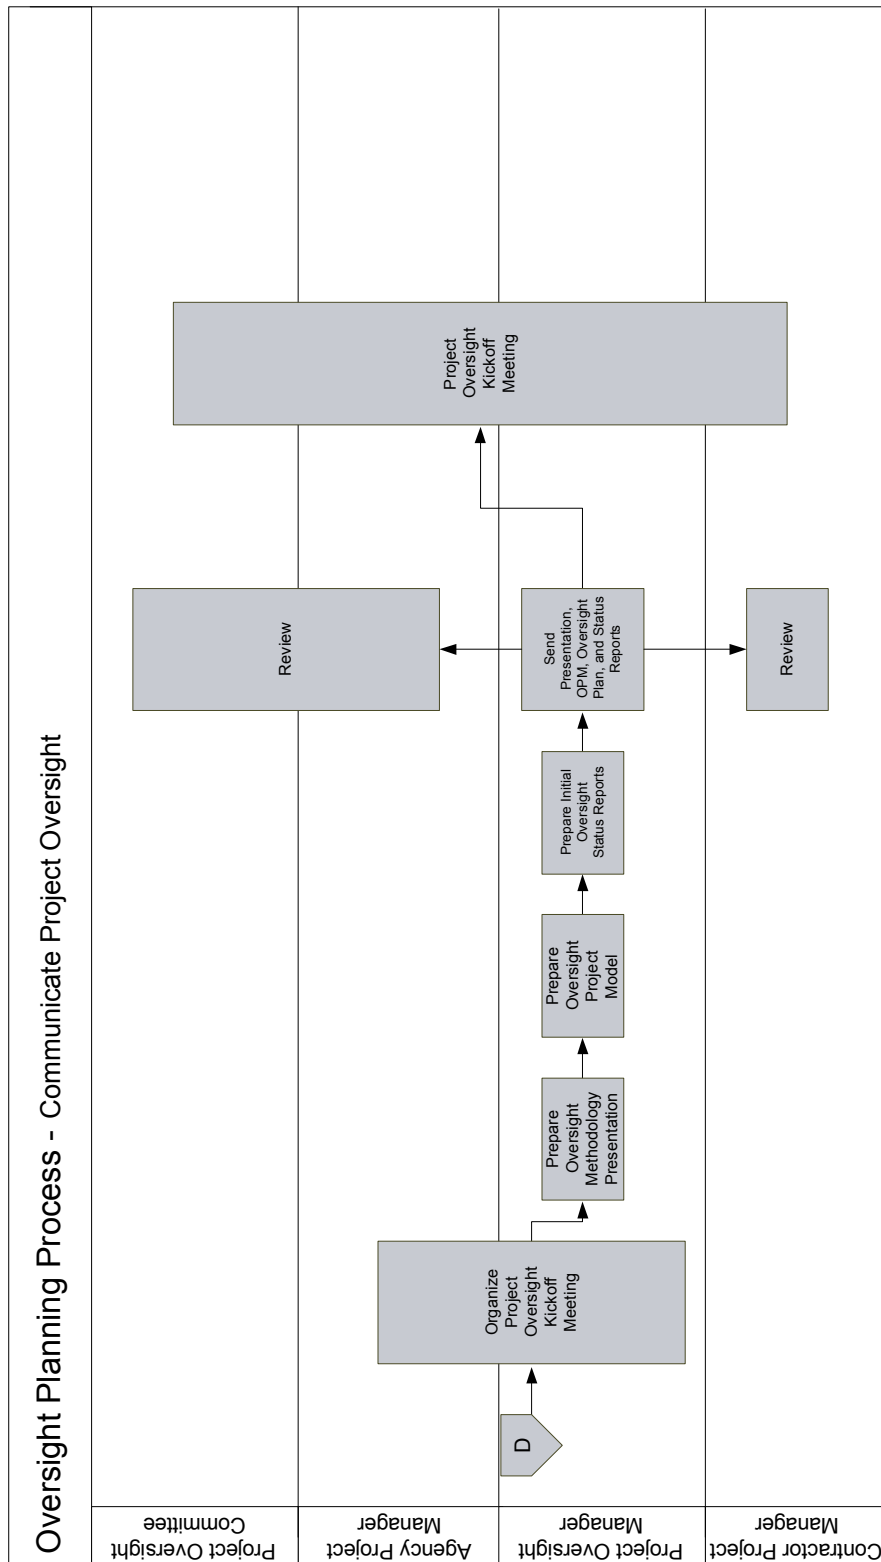 Oversight Planning Process - Communicate Project Oversight
Project Oversight
Committee
Agency Project
Manager
Project Oversight
Manager
Contractor Project
Manager
D
Organize
Project
Oversight
Kickoff
Meeting
Prepare
Oversight
Methodology
Presentation
Prepare
Oversight
Project
Model
Prepare Initial
Oversight
Status Reports
Send
Presentation,
OPM, Oversight
Plan, and Status
Reports
Review
Review
Project
Oversight
Kickoff
Meeting